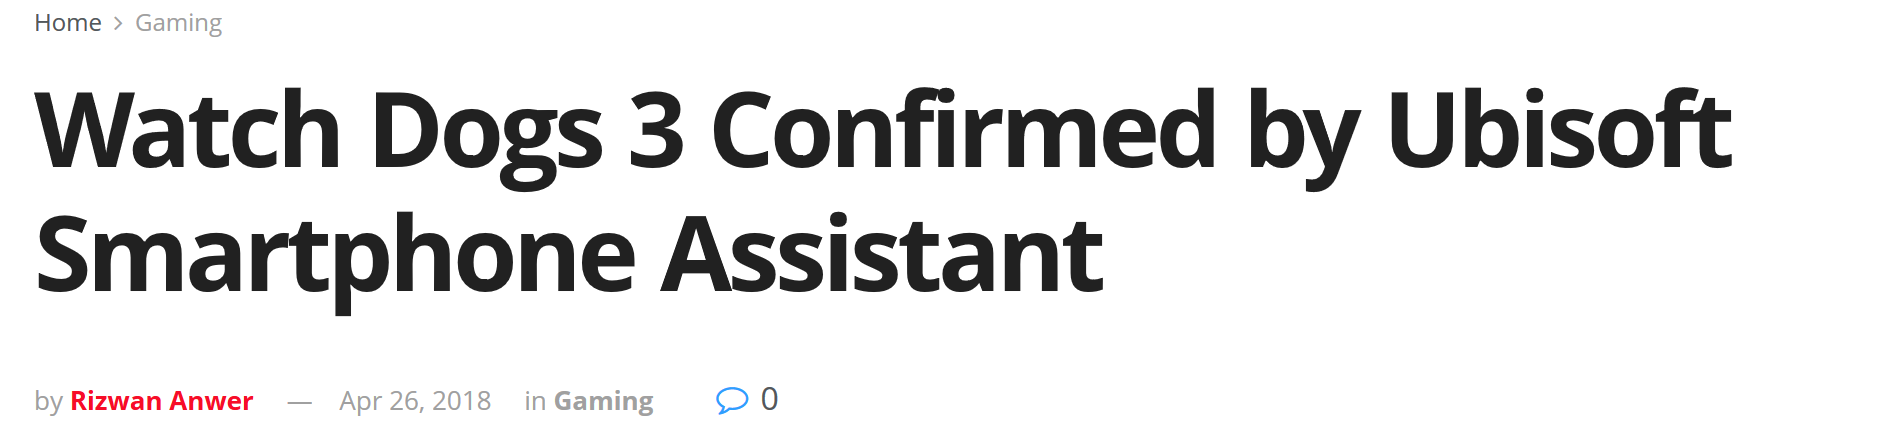 Home > Gaming
Watch Dogs 3 Confirmed by Ubisoft
Smartphone Assistant
by Rizwan Anwer — Apr 26, 2018 in Gaming 0